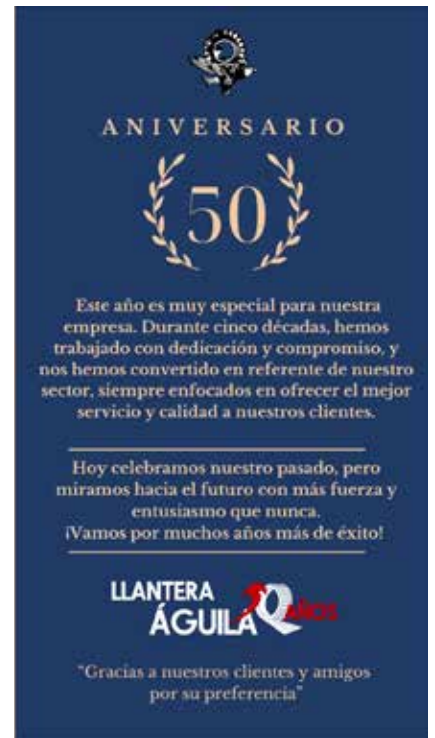 ANIVERSARIO
50
Este año es muy especial para nuestra
empresa. Durante cinco décadas, hemos
trabajado con dedicación y compromiso, y
nos hemos convertido en referente de nuestro
sector, siempre enfocados en ofrecer el mejor
servicio y calidad a nuestros clientes.
Hoy celebramos nuestro pasado, pero
miramos hacia el futuro con más fuerza y
entusiasmo que nunca.
¡Vamos por muchos años más de éxito!
LLANTERA
ÁGUILA
AÑOS
"Gracias a nuestros clientes y amigos
por su preferencia"